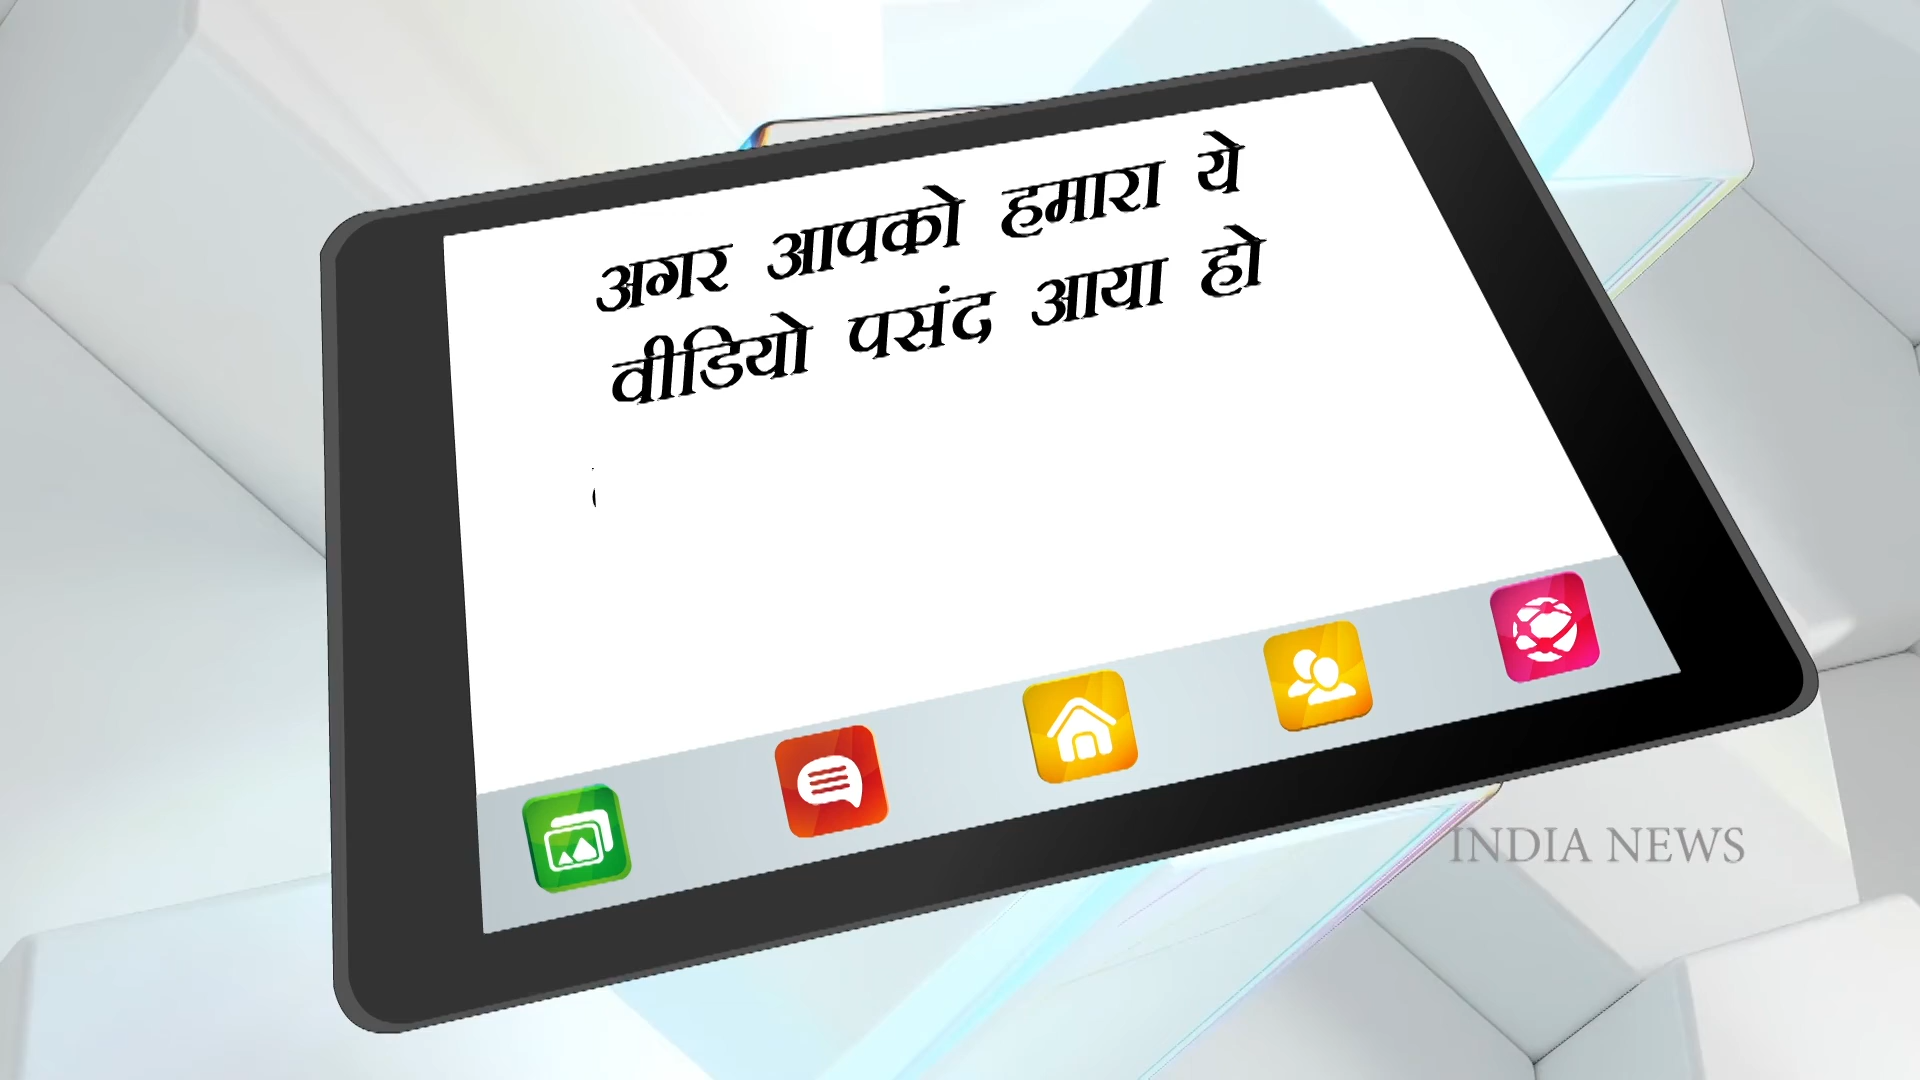 अगर आपको हमारा ये
वीडियो पसंद आया हो
INDIA NEWS